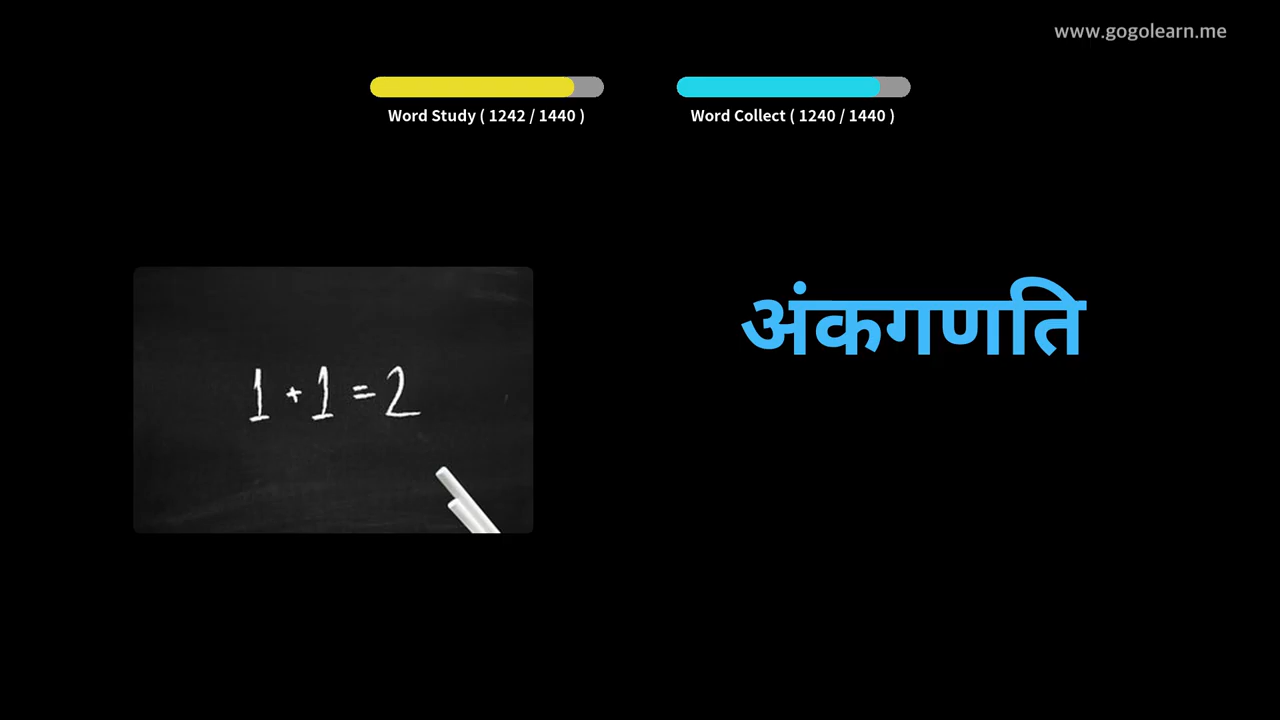 www.gogolearn.me
Word Study ( 1242 / 1440 )
Word Collect ( 1240 / 1440 )
अंकगणति
1 + 1 = 2